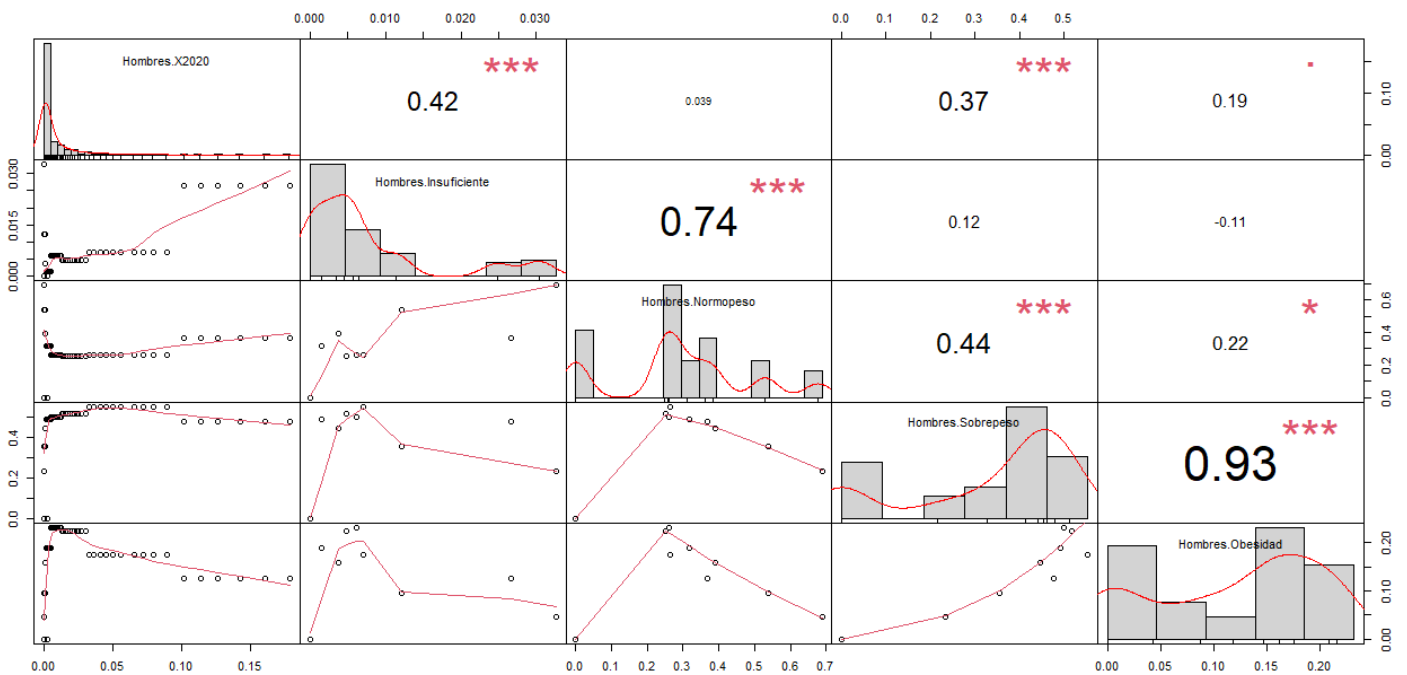 0.000 0.010 0.020 0.030 0.0 0.1 0.2 0.3 0.4 0.5
Hombres.X2020
***
0.42
0.039
***
0.37
.
0.19
0.00 0.10
0.000 0.015 0.030
Hombres.Insuficiente
***
0.74
0.12
-0.11
Hombres.Normopeso
***
0.44
*
0.22
0.0 0.2 0.4 0.6
0.0 0.2 0.4
Hombres.Sobrepeso
***
0.93
Hombres.Obesidad
0.00 0.10 0.20
0.00 0.05 0.10 0.15 0.0 0.1 0.2 0.3 0.4 0.5 0.6 0.7 0.00 0.05 0.10 0.15 0.20